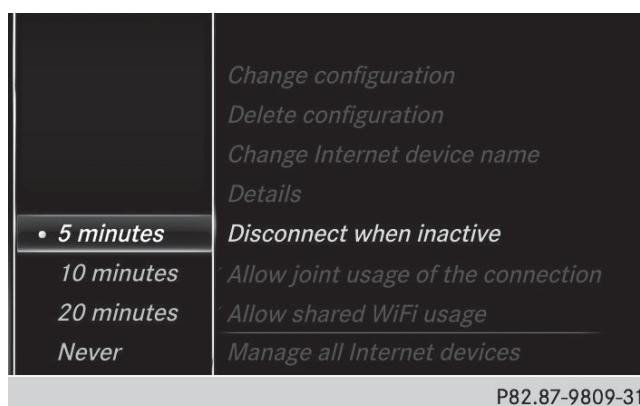 Change configuration
Delete configuration
Change Internet device name
Details
• 5 minutes Disconnect when inactive
10 minutes Allow joint usage of the connection
20 minutes Allow shared WiFi usage
Never Manage all Internet devices
P82.87-9809-31